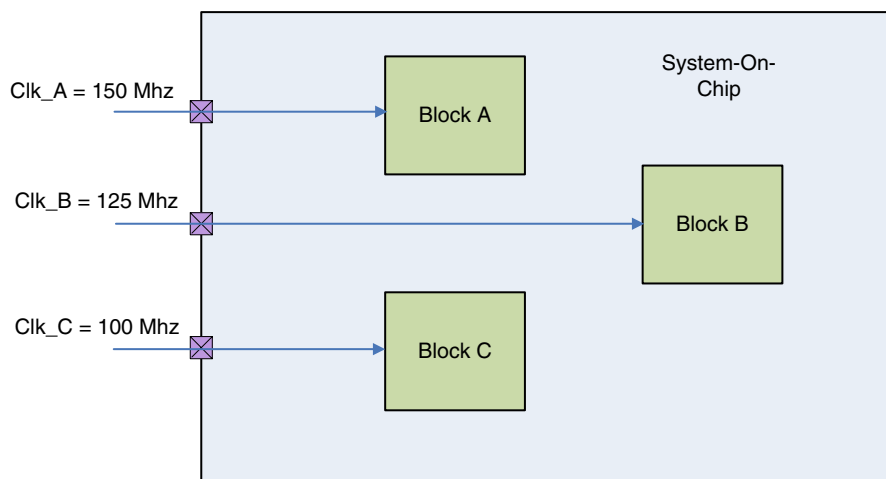 System-On-
Chip
Clk_A = 150 Mhz
Block A
Clk_B = 125 Mhz
Block B
Clk_C = 100 Mhz
Block C